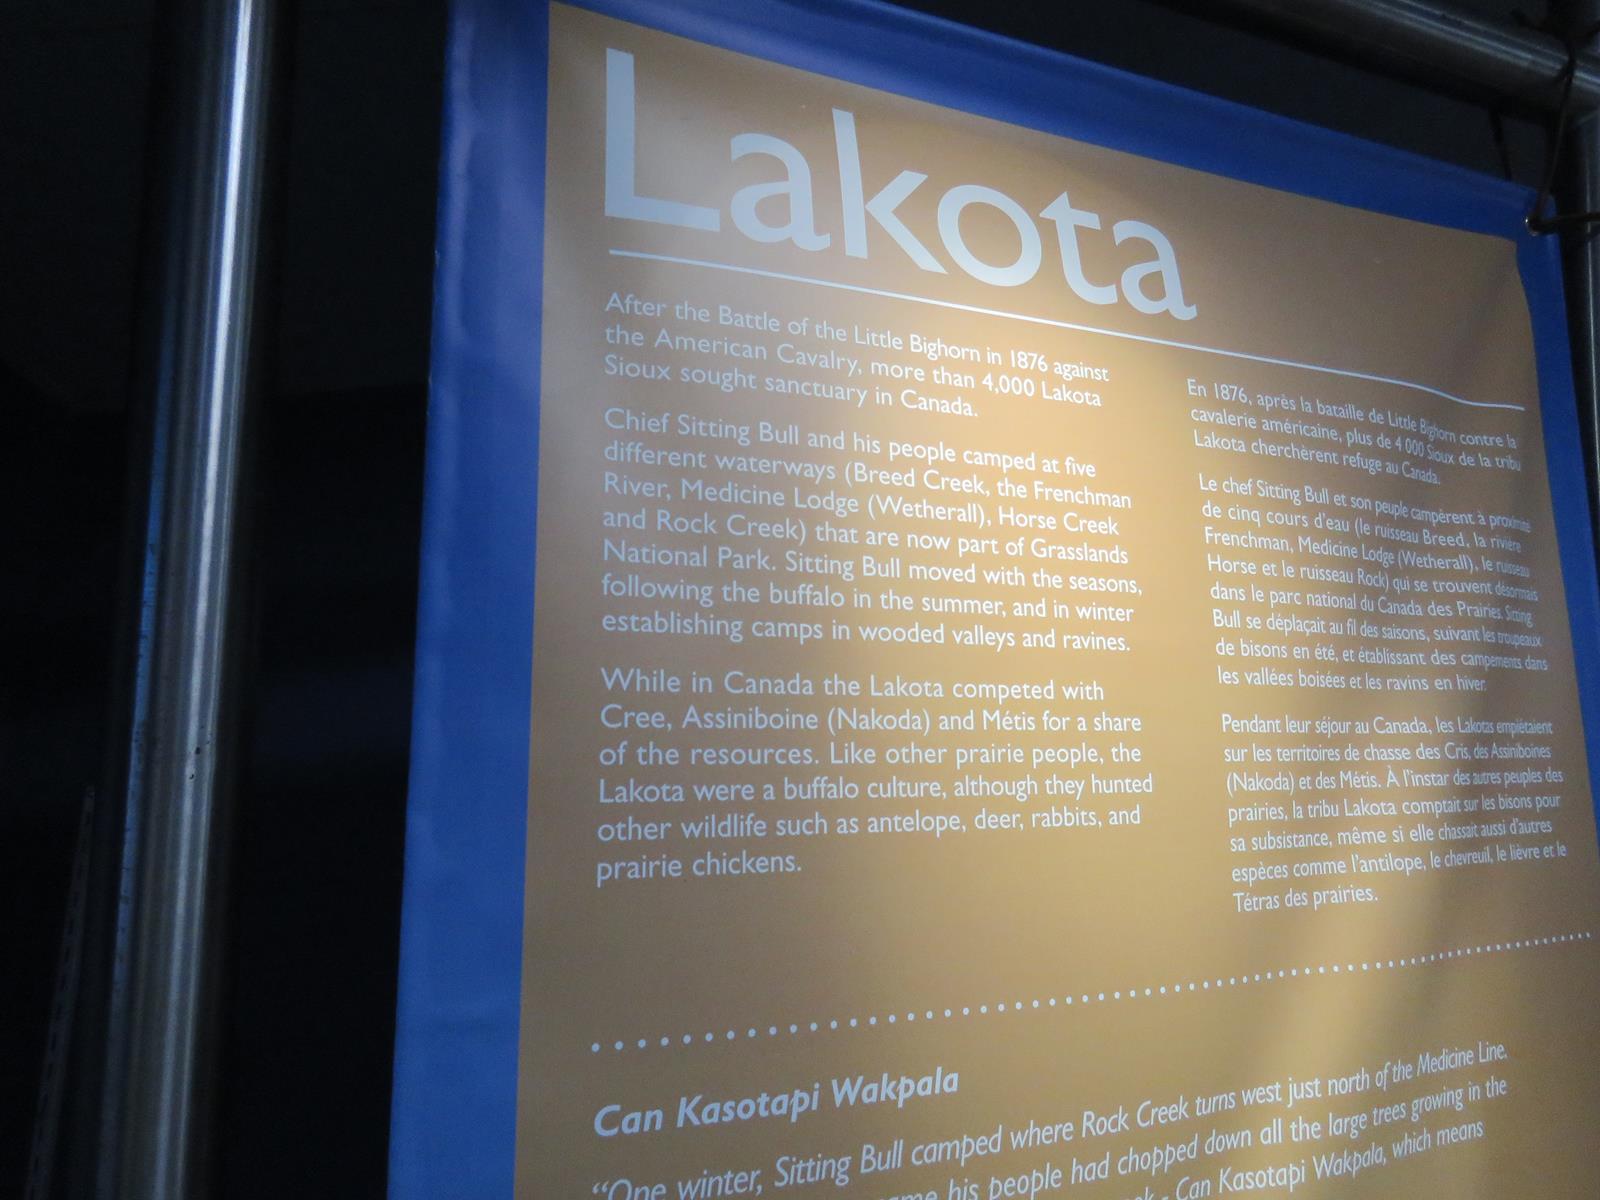 Lakota
After the Battle of the Little Bighorn in 1876 against
the American Cavalry, more than 4,000 Lakota
Sioux sought sanctuary in Canada.
Chief Sitting Bull and his people camped at five
different waterways (Breed Creek, the Frenchman
River, Medicine Lodge (Wetherall), Horse Creek
and Rock Creek) that are now part of Grasslands
National Park. Sitting Bull moved with the seasons,
following the buffalo in the summer, and in winter
establishing camps in wooded valleys and ravines.
While in Canada the Lakota competed with
Cree, Assiniboine (Nakoda) and Métis for a share
of the resources. Like other prairie people, the
Lakota were a buffalo culture, although they hunted
other wildlife such as antelope, deer, rabbits, and
prairie chickens.
En 1876, après la bataille de Little Bighorn contre la
cavalerie américaine, plus de 4 000 Sioux de la tribu
Lakota cherchèrent refuge au Canada.
Le chef Sitting Bull et son peuple campèrent à proximité
de cinq cours d'eau (le ruisseau Breed, la rivière
Frenchman, Medicine Lodge (Wetherall), le ruisseau
Horse et le ruisseau Rock) qui se trouvent désormais
dans le parc national du Canada des Prairies. Sitting
Bull se déplaçait au fil des saisons, suivant les troupeaux
de bisons en été, et établissant des campements dans
les vallées boisées et les ravins en hiver.
Pendant leur séjour au Canada, les Lakotas empiétaient
sur les territoires de chasse des Cris, des Assiniboines
(Nakoda) et des Métis. À l'instar des autres peuples des
prairies, la tribu Lakota comptait sur les bisons pour
sa subsistance, même si elle chassait aussi d'autres
espèces comme l'antilope, le chevreuil, le lièvre et le
Tétras des prairies.
Can Kasotapi Wakpala
“One winter, Sitting Bull camped where Rock Creek turns west just north of the Medicine Line.
his people had chopped down all the large trees growing in the
- Can Kasotapi Wakpala, which means